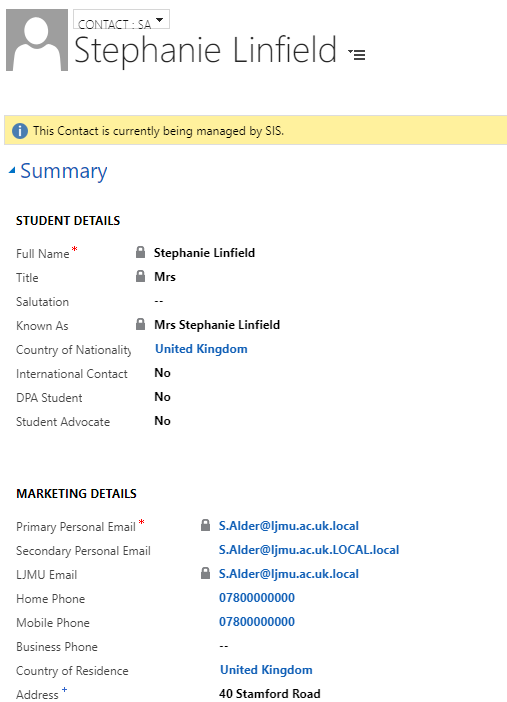 CONTACT : SA
Stephanie Linfield
This Contact is currently being managed by SIS.
Summary
STUDENT DETAILS
Full Name * Stephanie Linfield
Title Mrs
Salutation --
Known As Mrs Stephanie Linfield
Country of Nationality United Kingdom
International Contact No
DPA Student No
Student Advocate No
MARKETING DETAILS
Primary Personal Email * S.Alder@ljmu.ac.uk.local
Secondary Personal Email S.Alder@ljmu.ac.uk.LOCAL.local
LJMU Email S.Alder@ljmu.ac.uk.local
Home Phone 07800000000
Mobile Phone 07800000000
Business Phone --
Country of Residence United Kingdom
Address + 40 Stamford Road